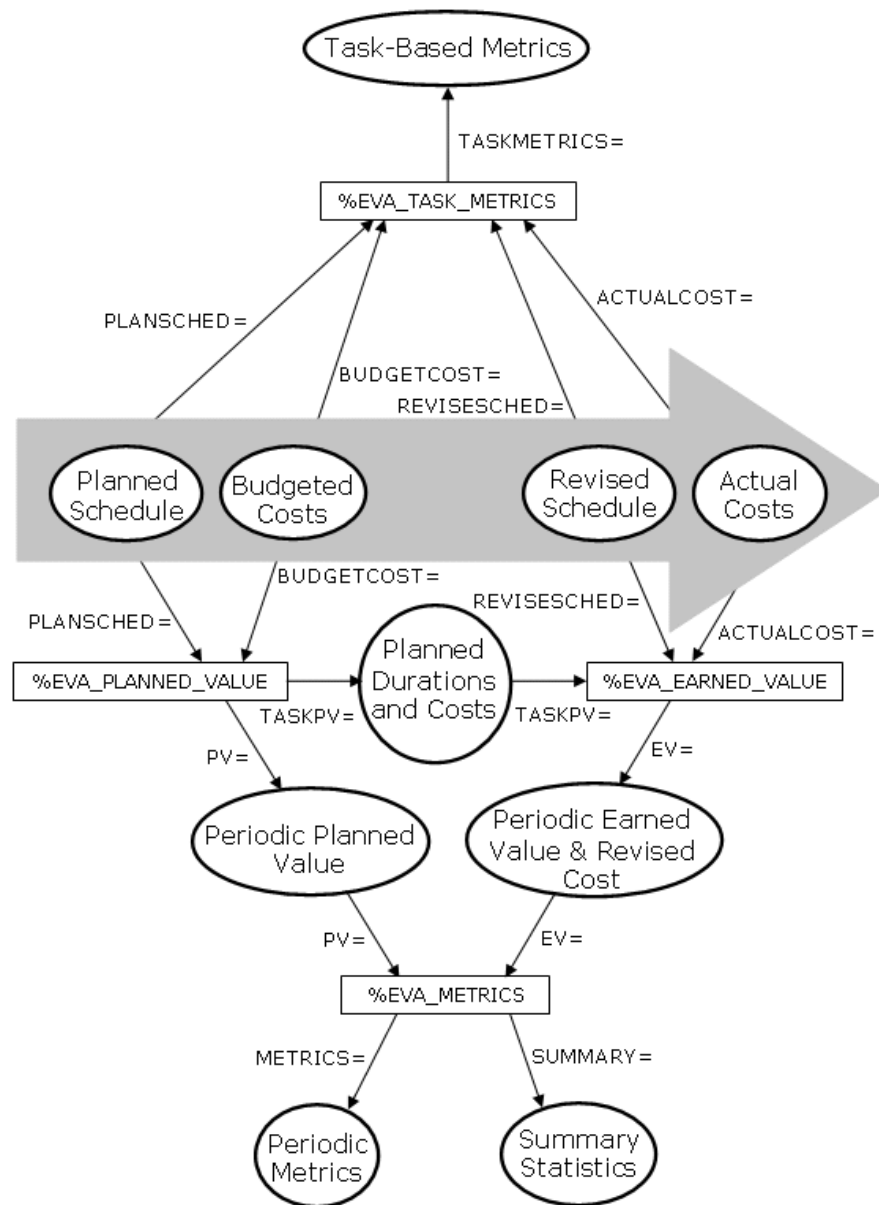 Task-Based Metrics
TASKMETRICS=
%EVA_TASK_METRICS
PLANSCHED=
ACTUALCOST=
BUDGETCOST=
REVISESCHED=
Planned
Schedule
Budgeted
Costs
Revised
Schedule
Actual
Costs
BUDGETCOST=
REVISESCHED=
PLANSCHED=
ACTUALCOST=
%EVA_PLANNED_VALUE
Planned
Durations
and Costs
%EVA_EARNED_VALUE
TASKPV=
TASKPV=
PV=
EV=
Periodic Planned
Value
Periodic Earned
Value & Revised
Cost
PV=
EV=
%EVA_METRICS
METRICS=
SUMMARY=
Periodic
Metrics
Summary
Statistics